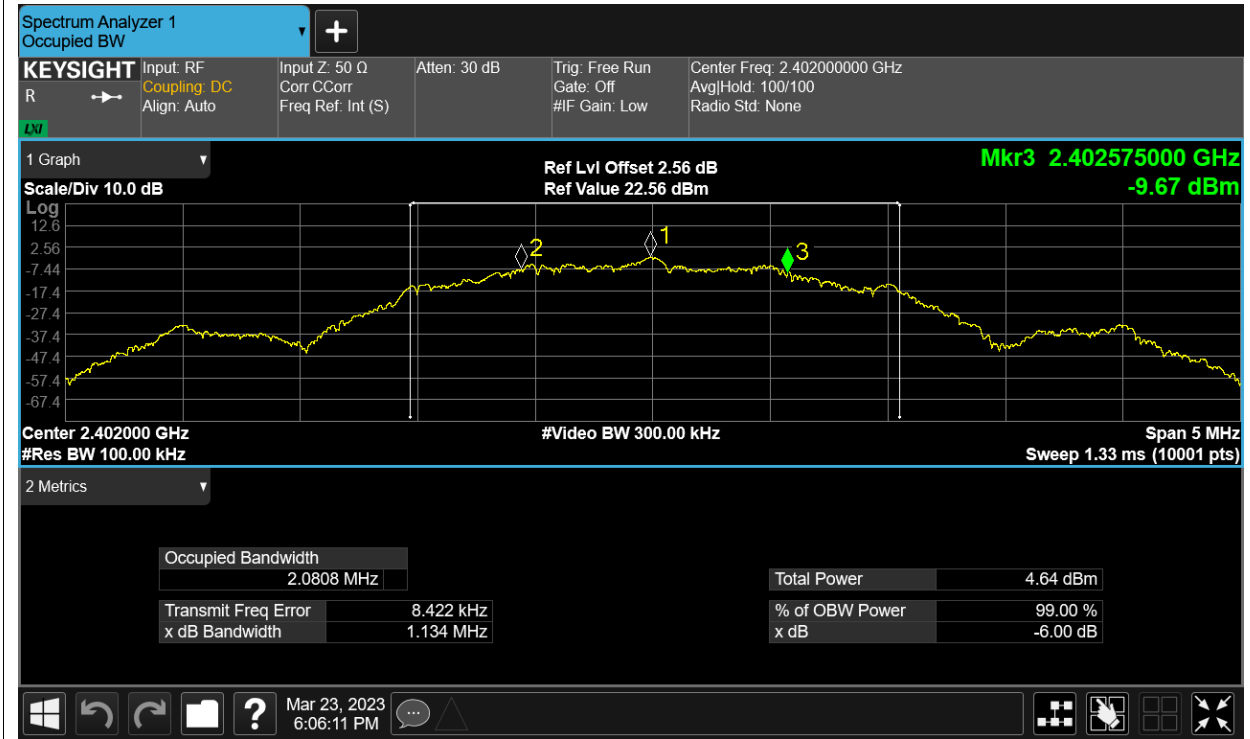 Spectrum Analyzer 1
Occupied BW
KEYSIGHT
R
LXI
Input: RF
Coupling: DC
Align: Auto
Input Z: 50 Ω
Corr CCorr
Freq Ref: Int (S)
Atten: 30 dB
Trig: Free Run
Gate: Off
#IF Gain: Low
Center Freq: 2.402000000 GHz
Avg|Hold: 100/100
Radio Std: None
1 Graph
Scale/Div 10.0 dB
Ref Lvl Offset 2.56 dB
Ref Value 22.56 dBm
Mkr3 2.402575000 GHz
-9.67 dBm
Log
12.6
2.56
-7.44
-17.4
-27.4
-37.4
-47.4
-57.4
-67.4
2
1
3
Center 2.402000 GHz
#Video BW 300.00 kHz
Span 5 MHz
#Res BW 100.00 kHz
Sweep 1.33 ms (10001 pts)
2 Metrics
Occupied Bandwidth
2.0808 MHz
Transmit Freq Error 8.422 kHz
x dB Bandwidth 1.134 MHz
Total Power 4.64 dBm
% of OBW Power 99.00 %
x dB -6.00 dB
?
Mar 23, 2023
6:06:11 PM